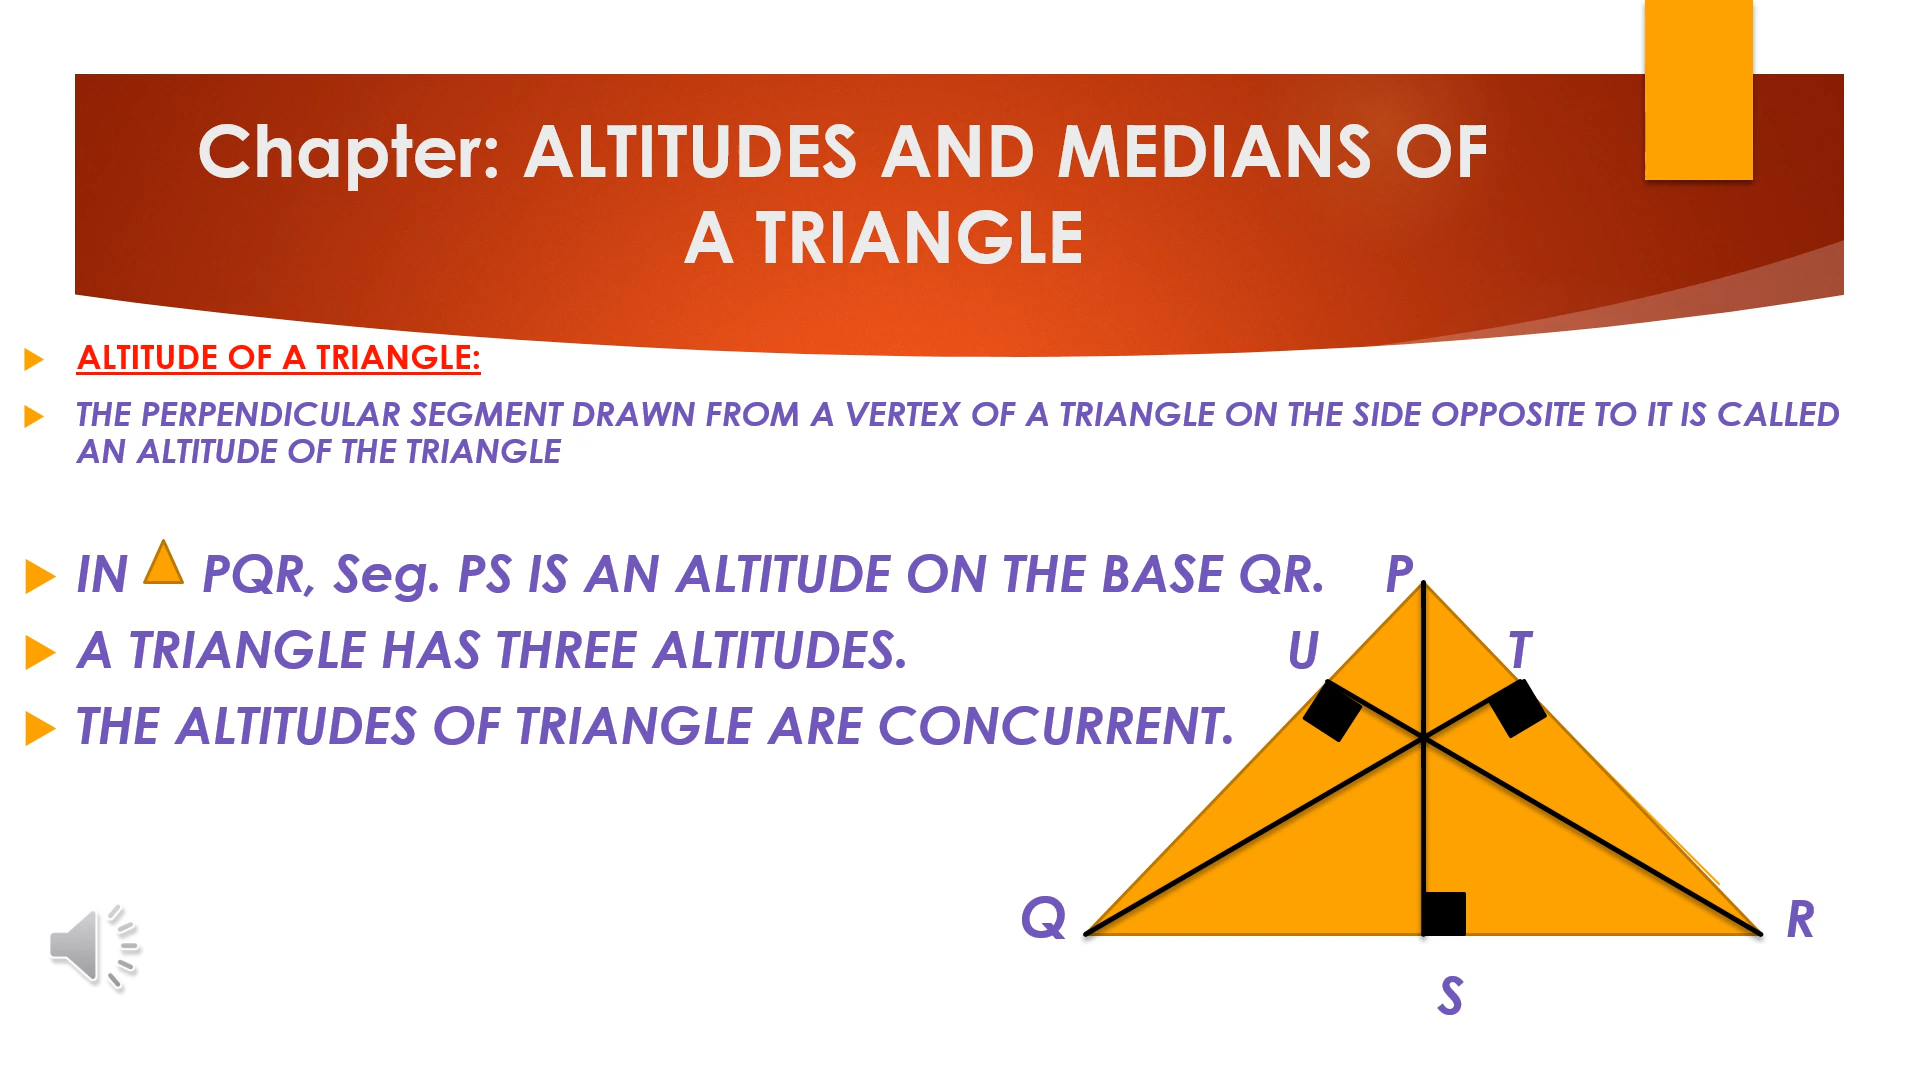 Chapter: ALTITUDES AND MEDIANS OF
A TRIANGLE
ALTITUDE OF A TRIANGLE:
THE PERPENDICULAR SEGMENT DRAWN FROM A VERTEX OF A TRIANGLE ON THE SIDE OPPOSITE TO IT IS CALLED
AN ALTITUDE OF THE TRIANGLE
IN PQR, Seg. PS IS AN ALTITUDE ON THE BASE QR.
A TRIANGLE HAS THREE ALTITUDES.
THE ALTITUDES OF TRIANGLE ARE CONCURRENT.
P
U
T
Q
R
S